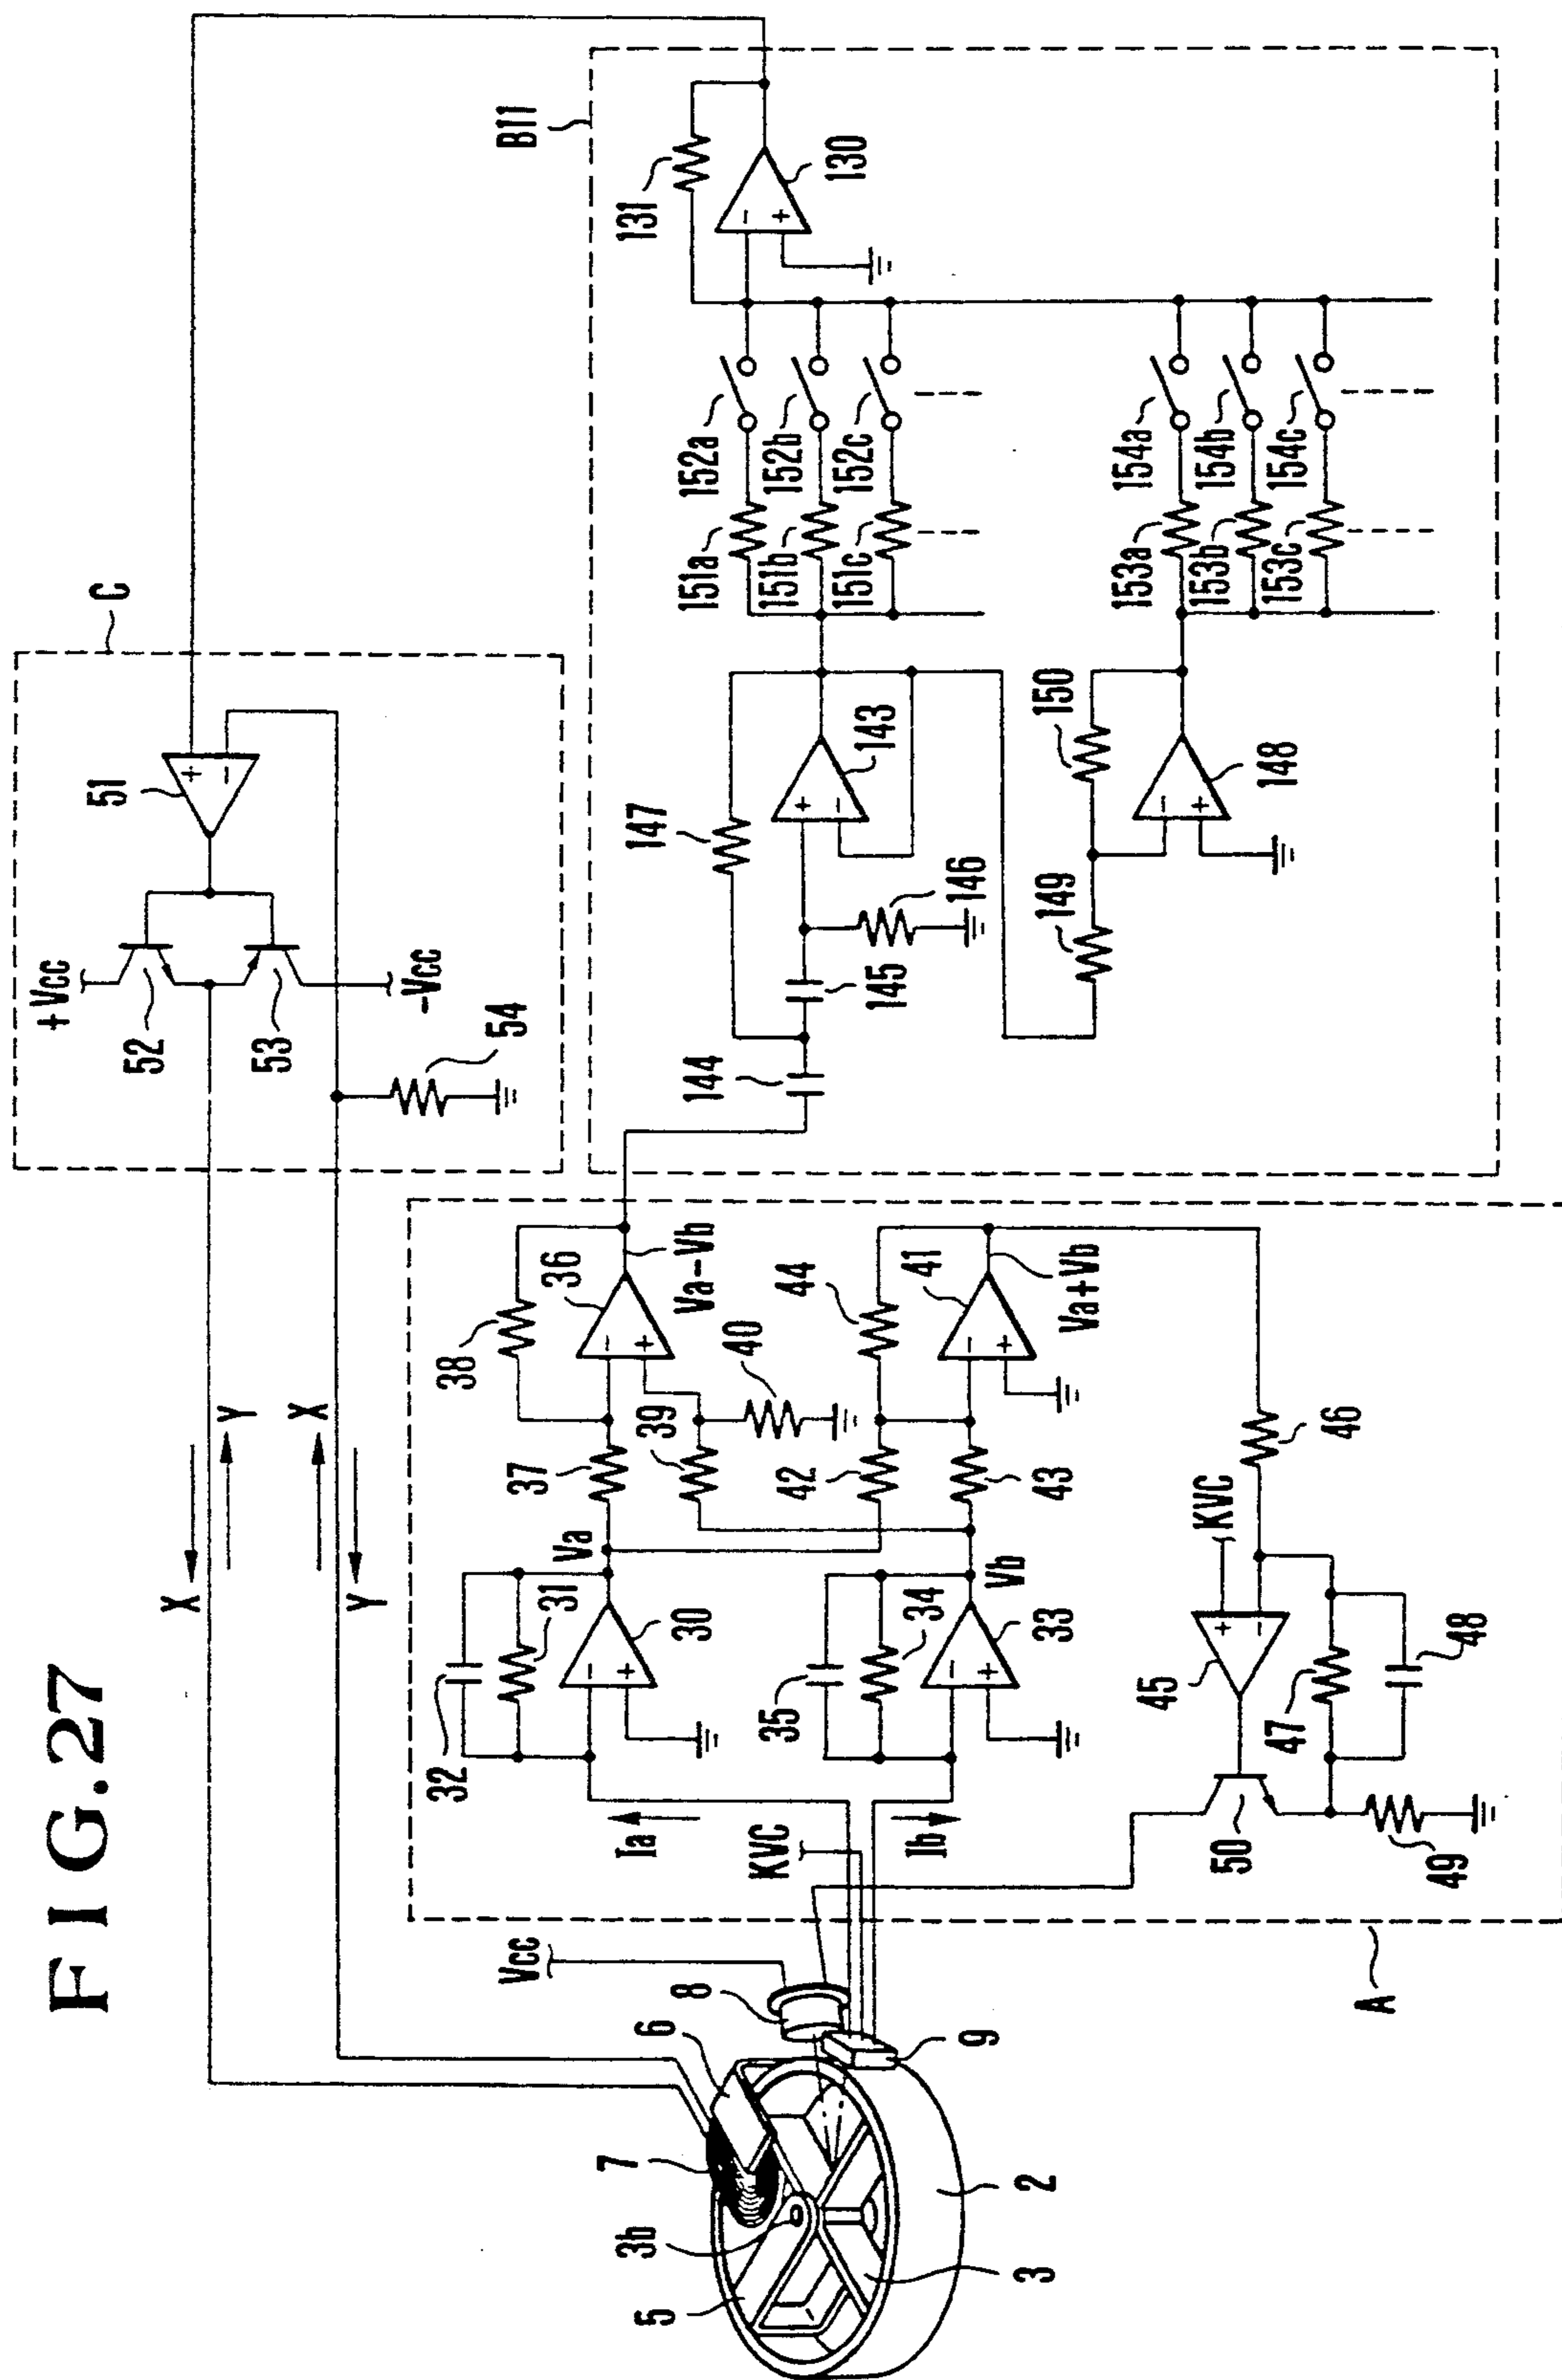 FIG.27
C
+Vcc
52
53
-Vcc
51
54
X
Y
X
Y
B11
131
130
147
143
144
145
146
149
150
148
151a
152a
151b
152b
151c
152c
153a
154a
153b
154b
153c
154c
A
32
31
30
Va
37
38
36
Va-Vb
39
40
35
34
33
Vb
42
43
44
41
Va+Vb
Ia
KVC
Ib
46
KVC
45
47
48
50
49
Vcc
8
6
7
9
3b
5
3
2